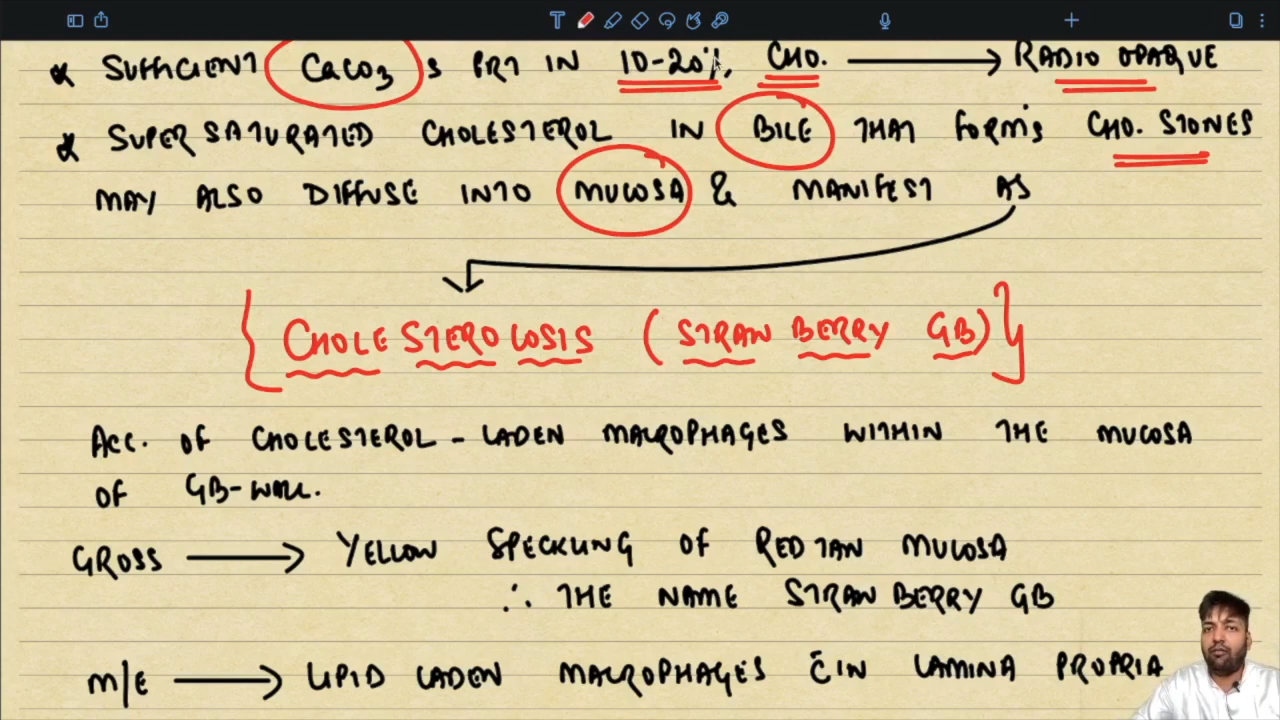 * SUFFICIENT CaCO3 s PRT IN 10-20% CHO. → RADIO OPAQUE
* SUPER SATURATED CHOLESTEROL IN BILE THAT FORMS CHO. STONES
MAY ALSO DIFFUSE INTO MUCOSA & MANIFEST AS
{CHOLESTEROLOSIS (STRAWBERRY GB)}
ACC. OF CHOLESTEROL-LADEN MACROPHAGES WITHIN THE MUCOSA
OF GB-WALL.
GROSS → YELLOW SPECKLING OF RED TAN MUCOSA
∴ THE NAME STRAWBERRY GB
M/E → LIPID LADEN MACROPHAGES C̄IN LAMINA PROPRIA